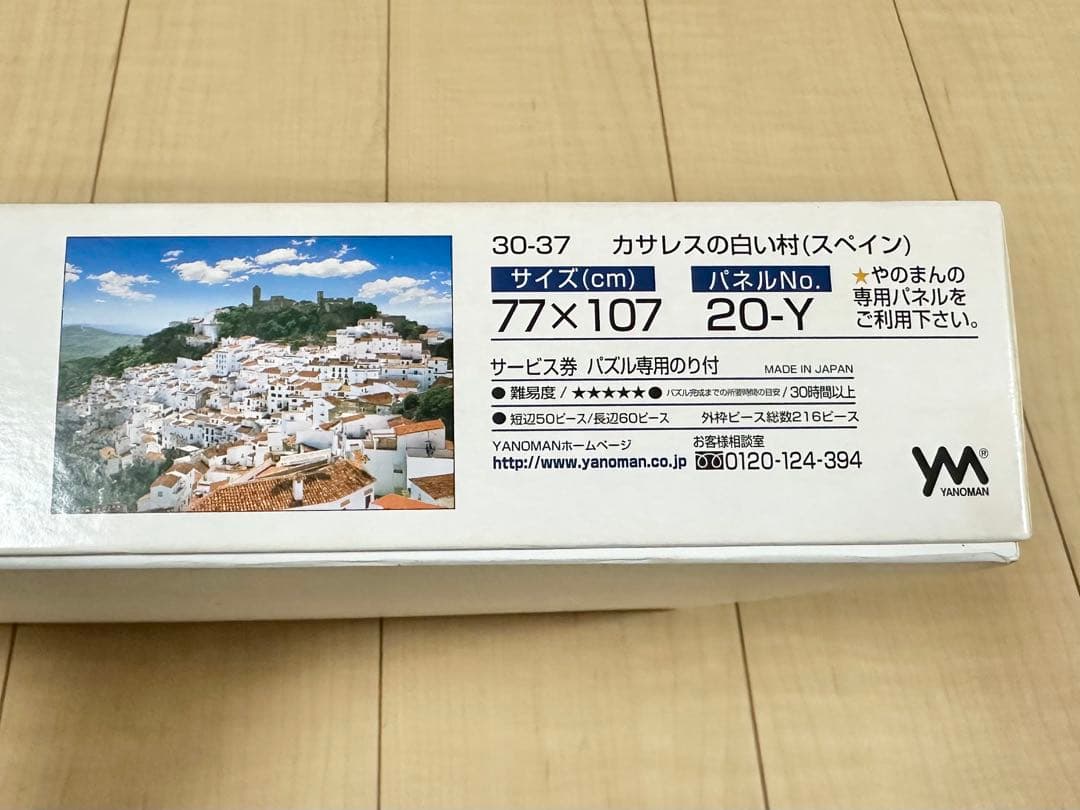 30-37 カサレスの白い村(スペイン)
サイズ(cm) パネルNo.
77×107 20-Y
★やのまんの
専用パネルを
ご利用下さい。
サービス券 パズル専用のり付 MADE IN JAPAN
●難易度/★★★★★●パズル完成までの所要時間の目安/30時間以上
●短辺50ピース/長辺60ピース 外枠ピース総数216ピース
YANOMANホームページ お客様相談室
http://www.yanoman.co.jp 0120-124-394
YM®
YANOMAN